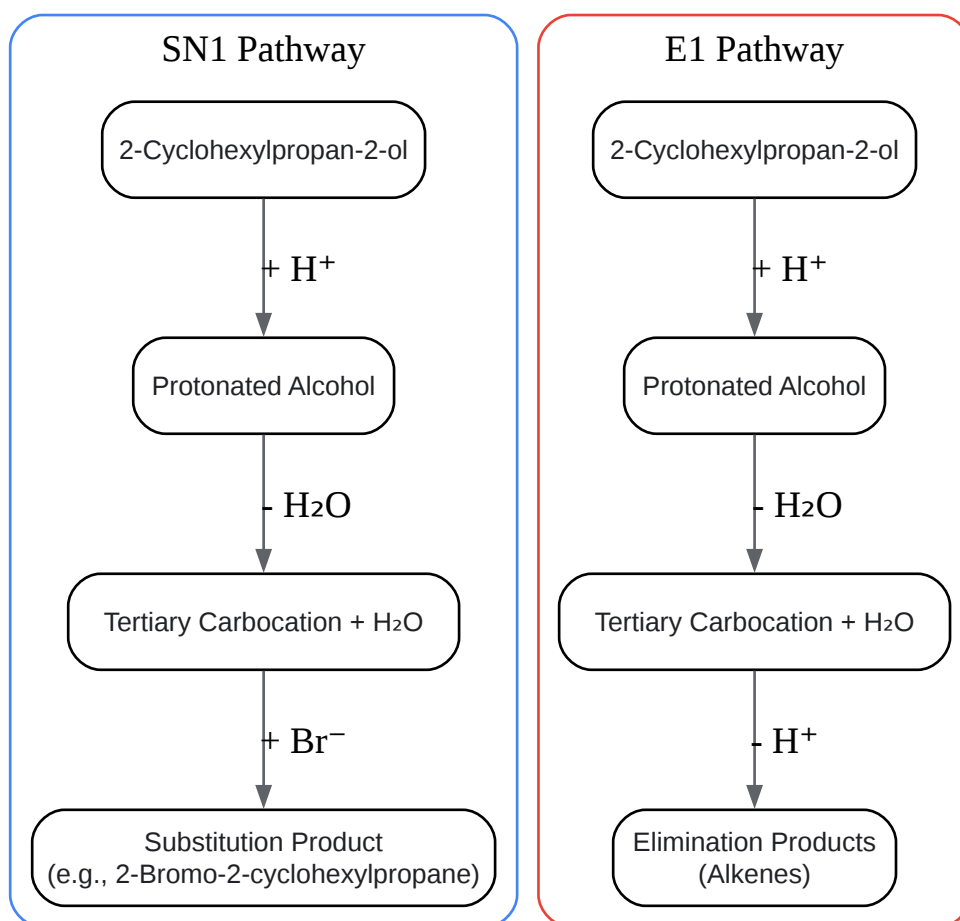 SN1 Pathway
2-Cyclohexylpropan-2-ol
+ H⁺
Protonated Alcohol
- H₂O
Tertiary Carbocation + H₂O
+ Br⁻
Substitution Product
(e.g., 2-Bromo-2-cyclohexylpropane)
E1 Pathway
2-Cyclohexylpropan-2-ol
+ H⁺
Protonated Alcohol
- H₂O
Tertiary Carbocation + H₂O
- H⁺
Elimination Products
(Alkenes)